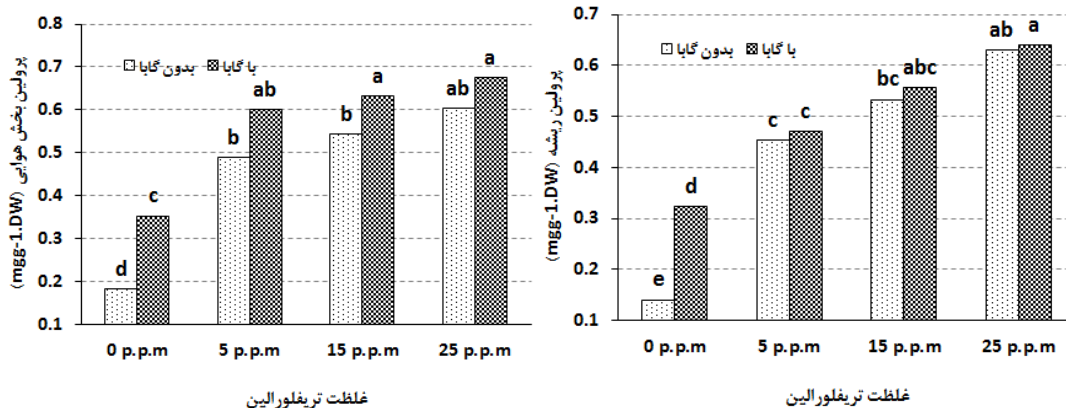 پرولین بخش هوایی (mgg-1.DW)
0.8
0.7
0.6
0.5
0.4
0.3
0.2
0.1
بدون گابا با گابا
d
c
b
ab
b
a
ab
a
0 p.p.m 5 p.p.m 15 p.p.m 25 p.p.m
غلظت تریفلورالین
پرولین ریشه (mgg-1.DW)
0.7
0.6
0.5
0.4
0.3
0.2
0.1
بدون گابا با گابا
e
d
c
c
bc
abc
ab
a
0 p.p.m 5 p.p.m 15 p.p.m 25 p.p.m
غلظت تریفلورالین